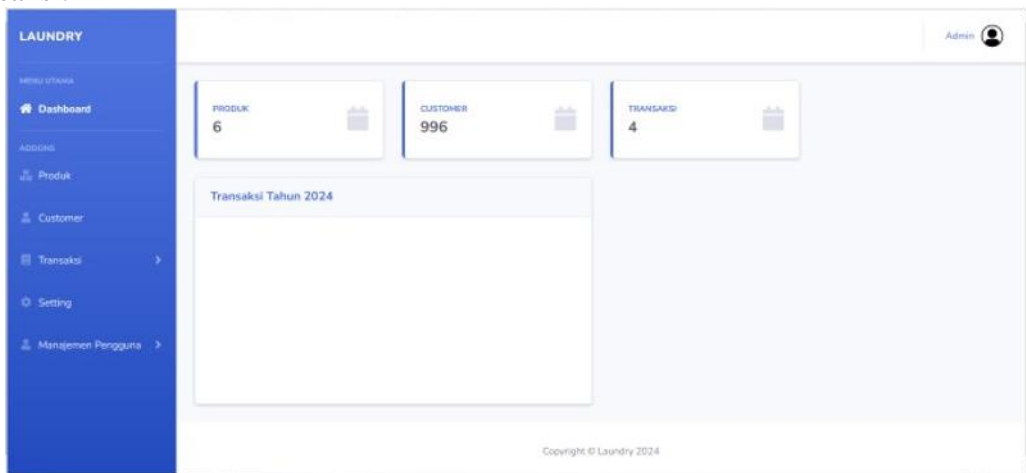 LAUNDRY
Admin
MENU UTAMA
Dashboard
ADDONS
Produk
Customer
Transaksi
Setting
Manajemen Pengguna
PRODUK
6
CUSTOMER
996
TRANSAKSI
4
Transaksi Tahun 2024
Copyright © Laundry 2024